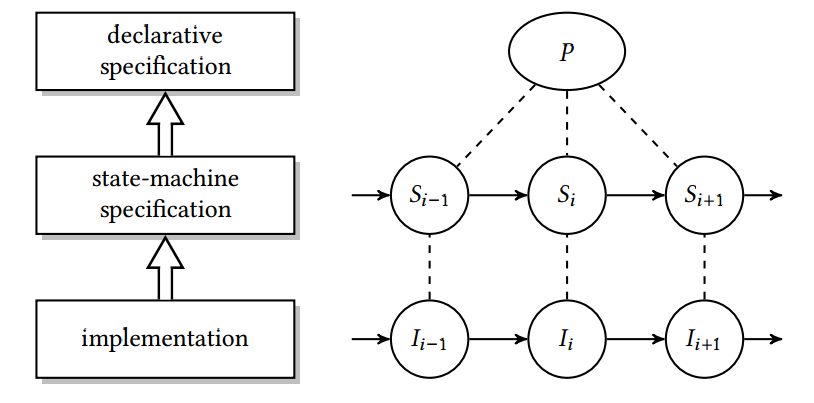 declarative
specification
P
state-machine
specification
S_{i−1}
S_i
S_{i+1}
implementation
I_{i−1}
I_i
I_{i+1}